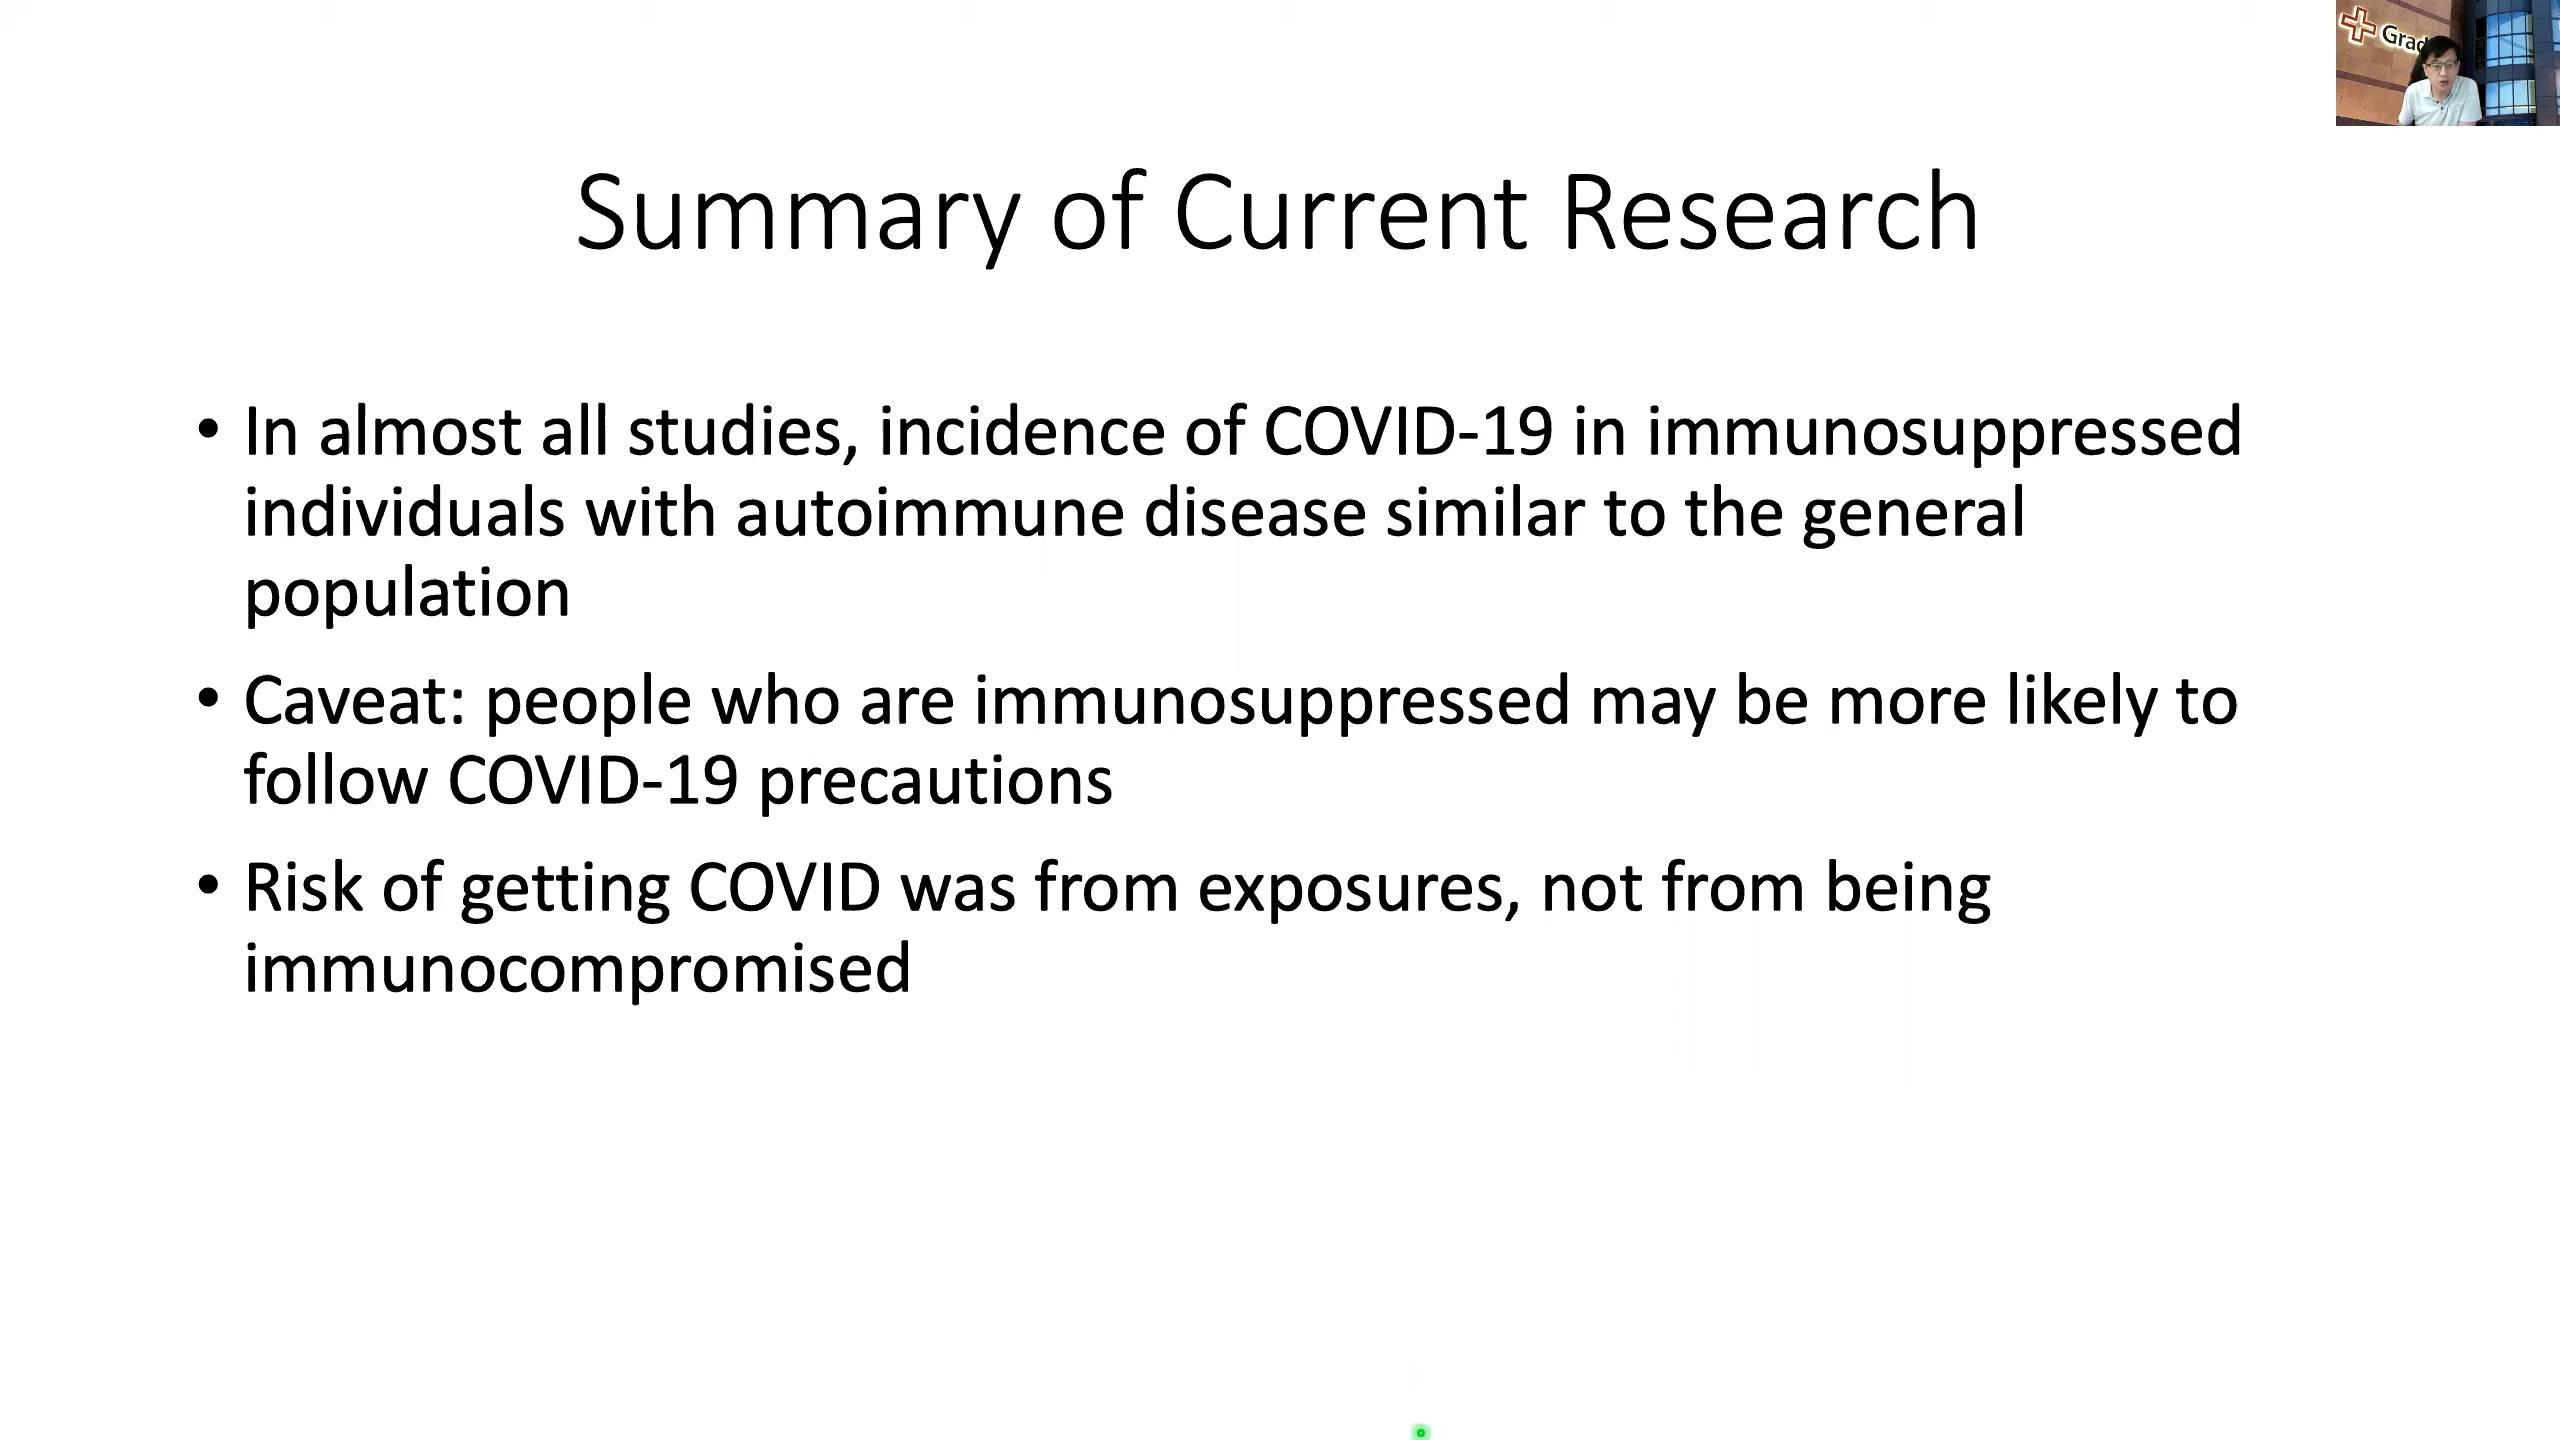 Grad
Summary of Current Research
• In almost all studies, incidence of COVID-19 in immunosuppressed
individuals with autoimmune disease similar to the general
population
• Caveat: people who are immunosuppressed may be more likely to
follow COVID-19 precautions
• Risk of getting COVID was from exposures, not from being
immunocompromised